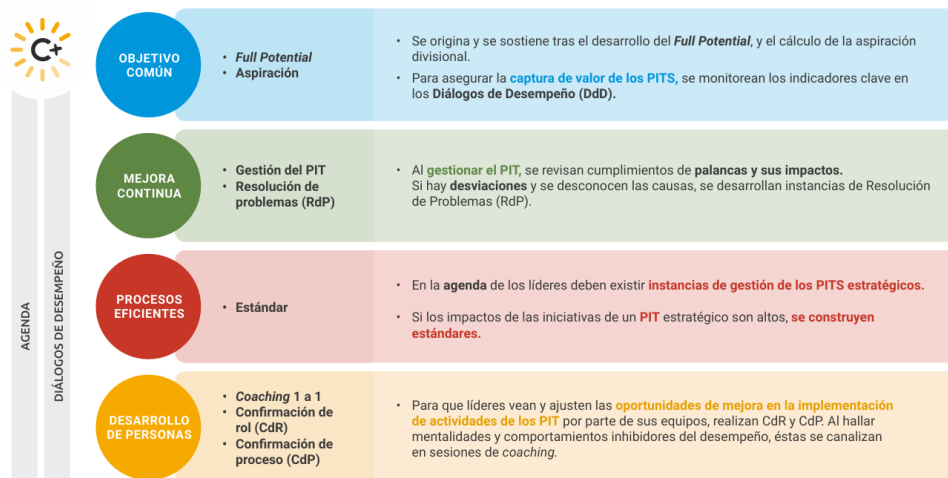 C+
AGENDA
DIÁLOGOS DE DESEMPEÑO
OBJETIVO
COMÚN
• Full Potential
• Aspiración
• Se origina y se sostiene tras el desarrollo del Full Potential, y el cálculo de la aspiración
divisional.
• Para asegurar la captura de valor de los PITS, se monitorean los indicadores clave en
los Diálogos de Desempeño (DdD).
MEJORA
CONTINUA
• Gestión del PIT
• Resolución de
problemas (RdP)
• Al gestionar el PIT, se revisan cumplimientos de palancas y sus impactos.
Si hay desviaciones y se desconocen las causas, se desarrollan instancias de Resolución
de Problemas (RdP).
PROCESOS
EFICIENTES
• Estándar
• En la agenda de los líderes deben existir instancias de gestión de los PITS estratégicos.
• Si los impactos de las iniciativas de un PIT estratégico son altos, se construyen
estándares.
DESARROLLO
DE PERSONAS
• Coaching 1 a 1
• Confirmación de
rol (CdR)
• Confirmación de
proceso (CdP)
• Para que líderes vean y ajusten las oportunidades de mejora en la implementación
de actividades de los PIT por parte de sus equipos, realizan CdR y CdP. Al hallar
mentalidades y comportamientos inhibidores del desempeño, éstas se canalizan
en sesiones de coaching.